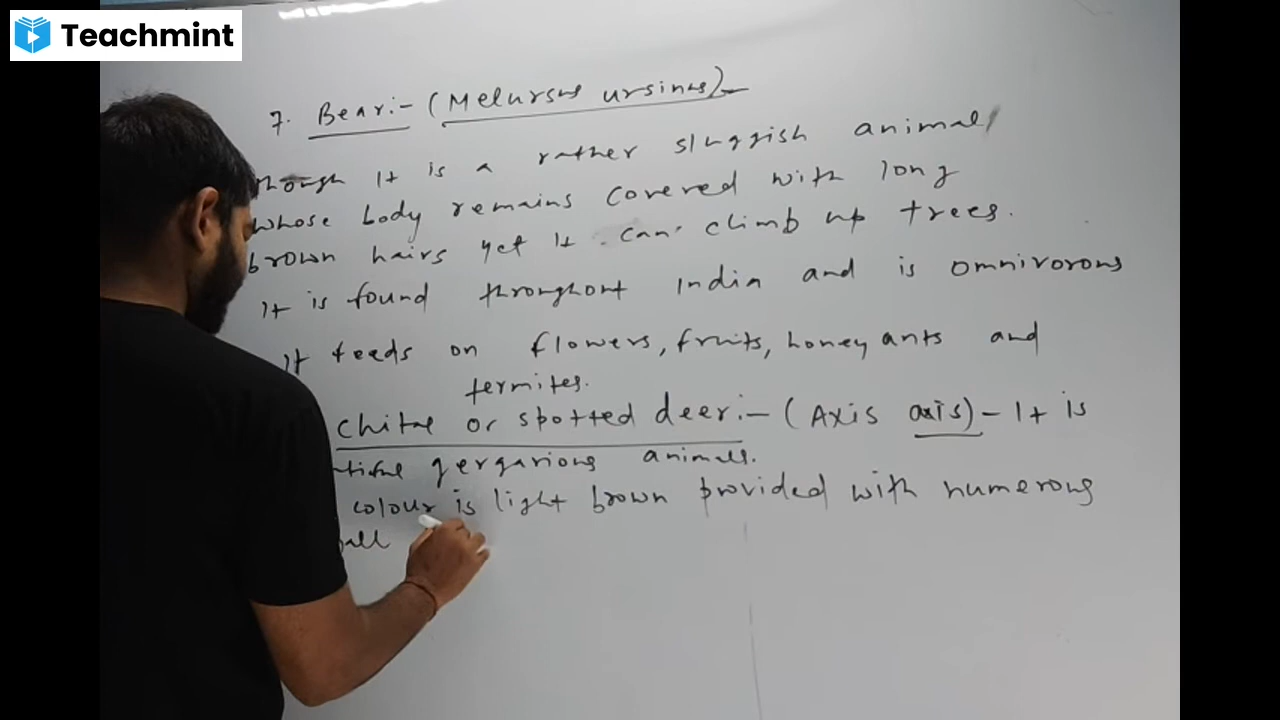 Teachmint
7. Bear:- (Melursus ursinus)-
though It is a rather sluggish animal
whose body remains covered with long
brown hairs yet It can climb up trees.
It is found throughout India and is omnivorous
It feeds on flowers, fruits, honey ants and
termites.
chital or spotted deer:- (Axis axis) - It is
gergarious animals.
colour is light brown provided with numerous